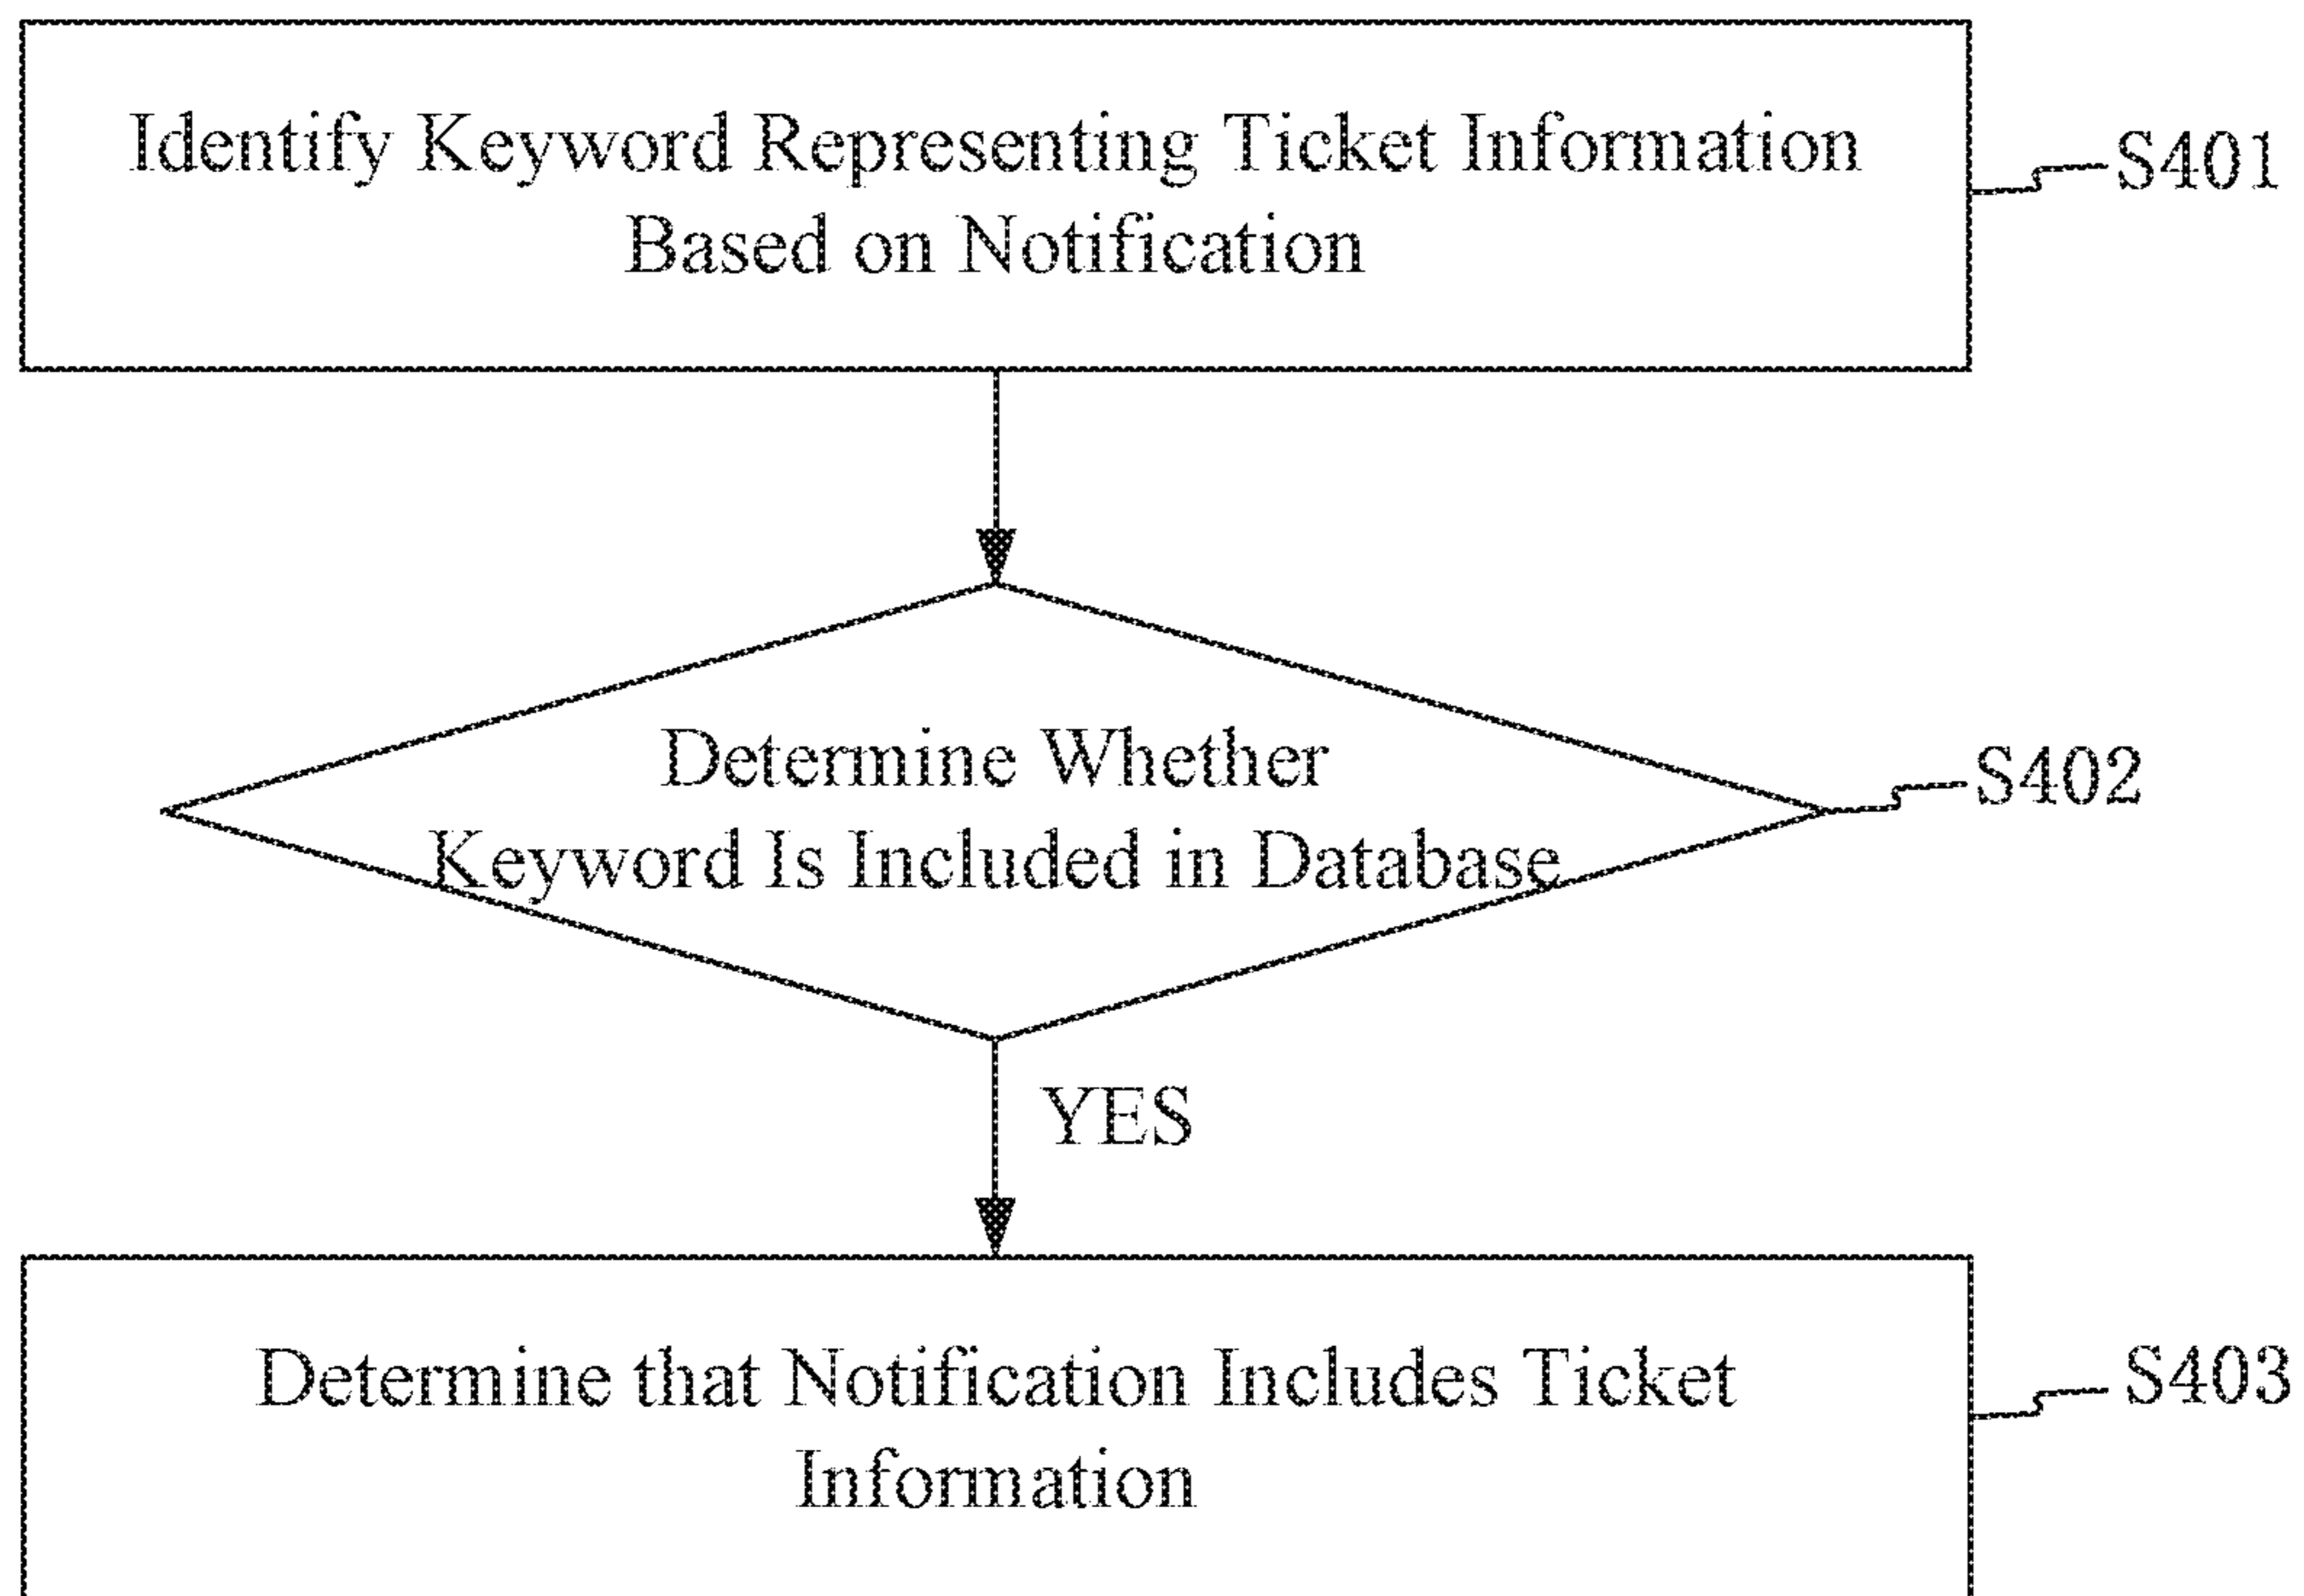 Identify Keyword Representing Ticket Information
Based on Notification
S401
Determine Whether
Keyword Is Included in Database
S402
YES
Determine that Notification Includes Ticket
Information
S403